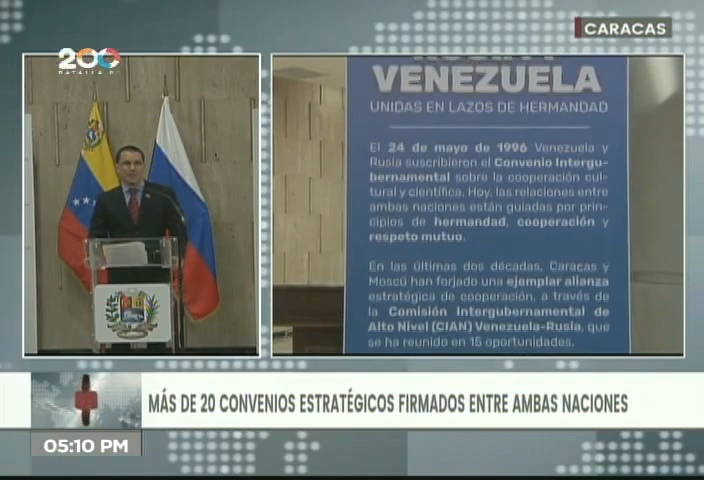 CARACAS
200
VENEZUELA
UNIDAS EN LAZOS DE HERMANDAD
El 24 de mayo de 1996 Venezuela y
Rusia suscribieron el Convenio Intergu-
bernamental sobre la cooperación cul-
tural y científica. Hoy, las relaciones entre
ambas naciones están guiadas por prin-
cipios de hermandad, cooperación y
respeto mutuo.
En las últimas dos décadas, Caracas y
Moscú han forjado una ejemplar alianza
estratégica de cooperación, a través de
la Comisión Intergubernamental de
Alto Nivel (CIAN) Venezuela-Rusia, que
se ha reunido en 15 oportunidades.
MÁS DE 20 CONVENIOS ESTRATÉGICOS FIRMADOS ENTRE AMBAS NACIONES
05:10 PM